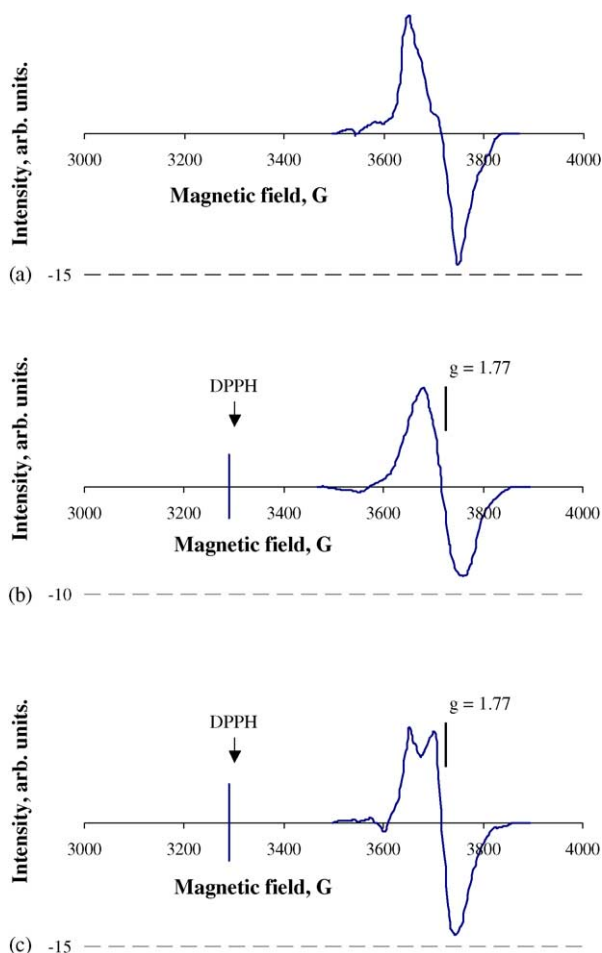 Intensity, arb. units.
3000 3200 3400 3600 3800 4000
Magnetic field, G
(a) -15
DPPH
g = 1.77
Intensity, arb. units.
3000 3200 3400 3600 3800 4000
Magnetic field, G
(b) -10
DPPH
g = 1.77
Intensity, arb. units.
3000 3200 3400 3600 3800 4000
Magnetic field, G
(c) -15